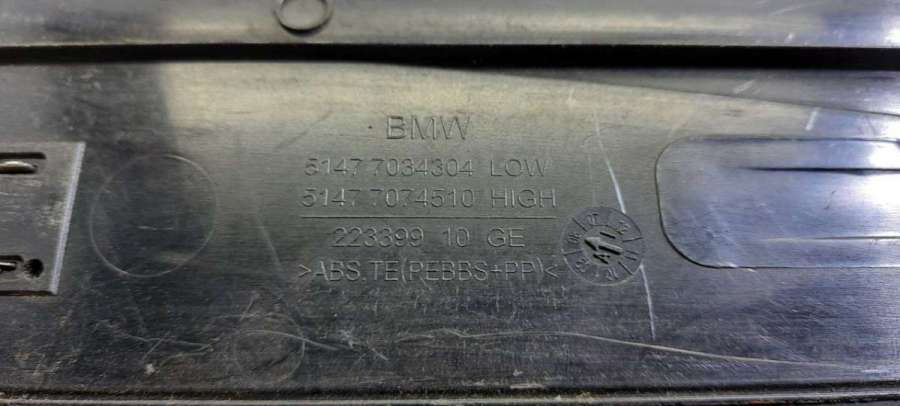 BMW
5147 7034304 LOW
5147 7074510 HIGH
223399 10 GE
>ABS.TE(PEBBS+PP)<